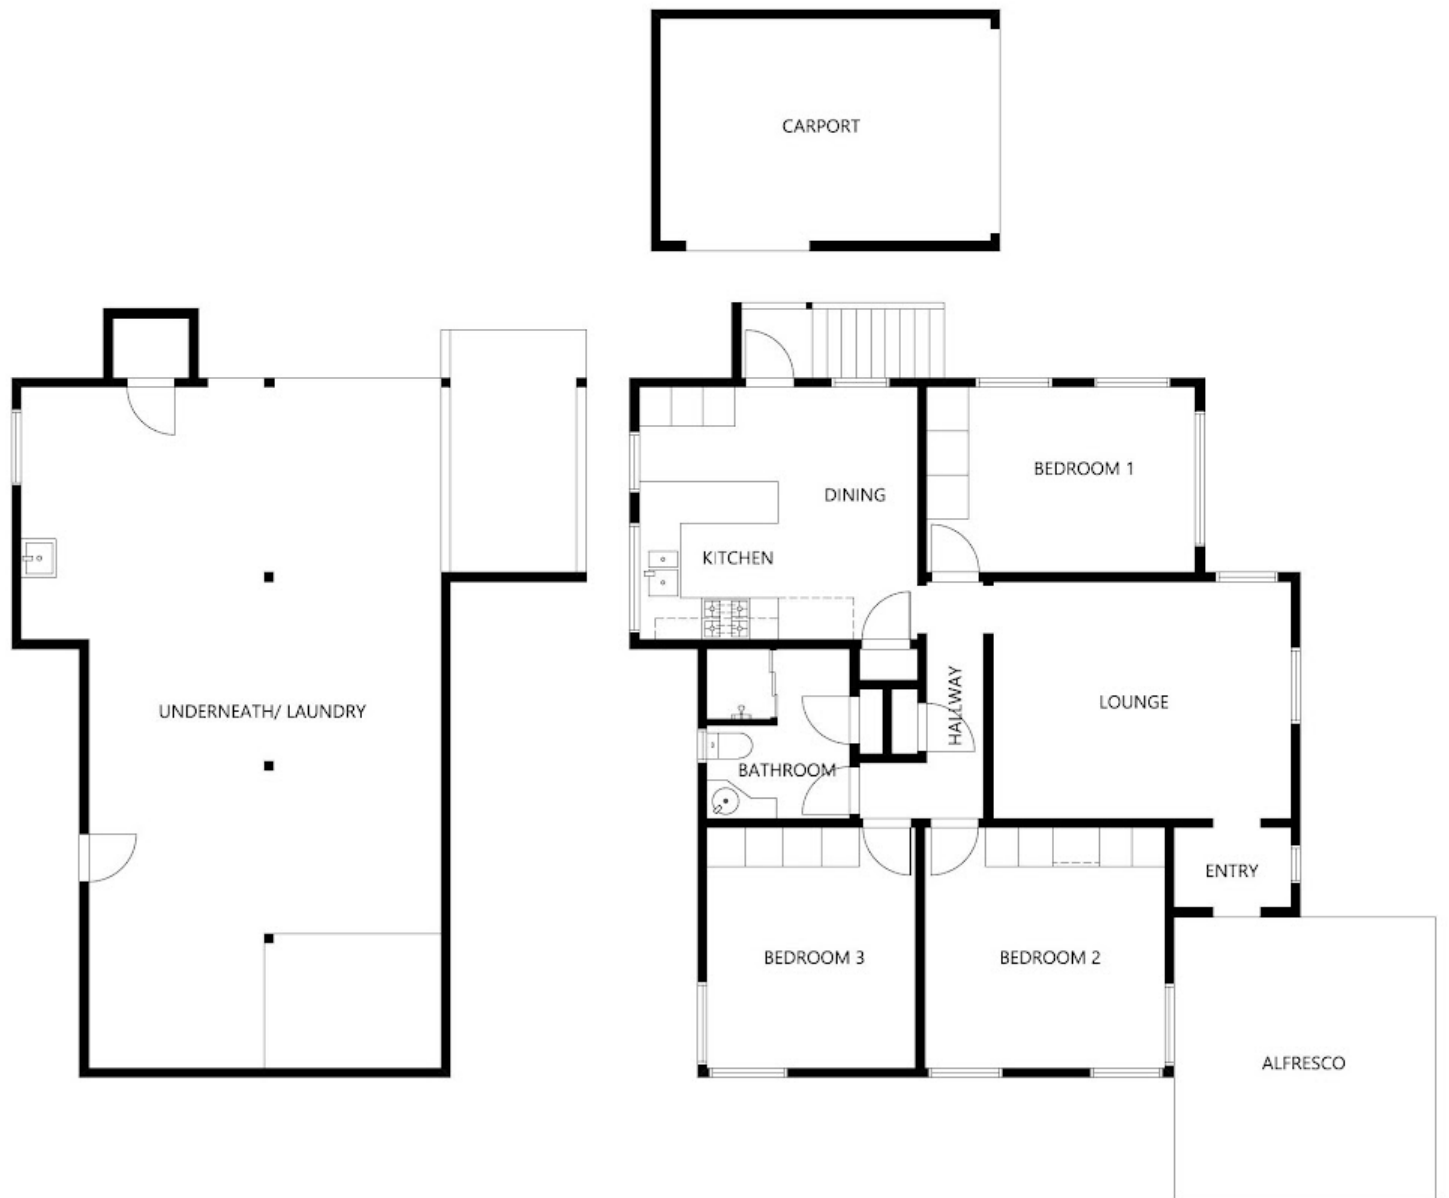 CARPORT
BEDROOM 1
DINING
KITCHEN
HALLWAY
LOUNGE
UNDERNEATH/ LAUNDRY
BATHROOM
ENTRY
BEDROOM 3
BEDROOM 2
ALFRESCO